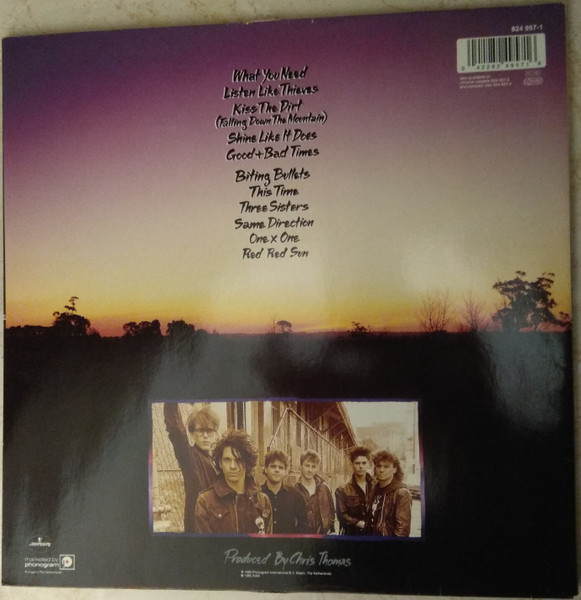 824 957-1
What You Need
Listen Like Thieves
Kiss The Dirt
(Falling Down The Mountain)
Shine Like It Does
Good + Bad Times
Biting Bullets
This Time
Three Sisters
Same Direction
One x One
Red Red Sun
Produced By Chris Thomas
mercury
marketed by
phonogram